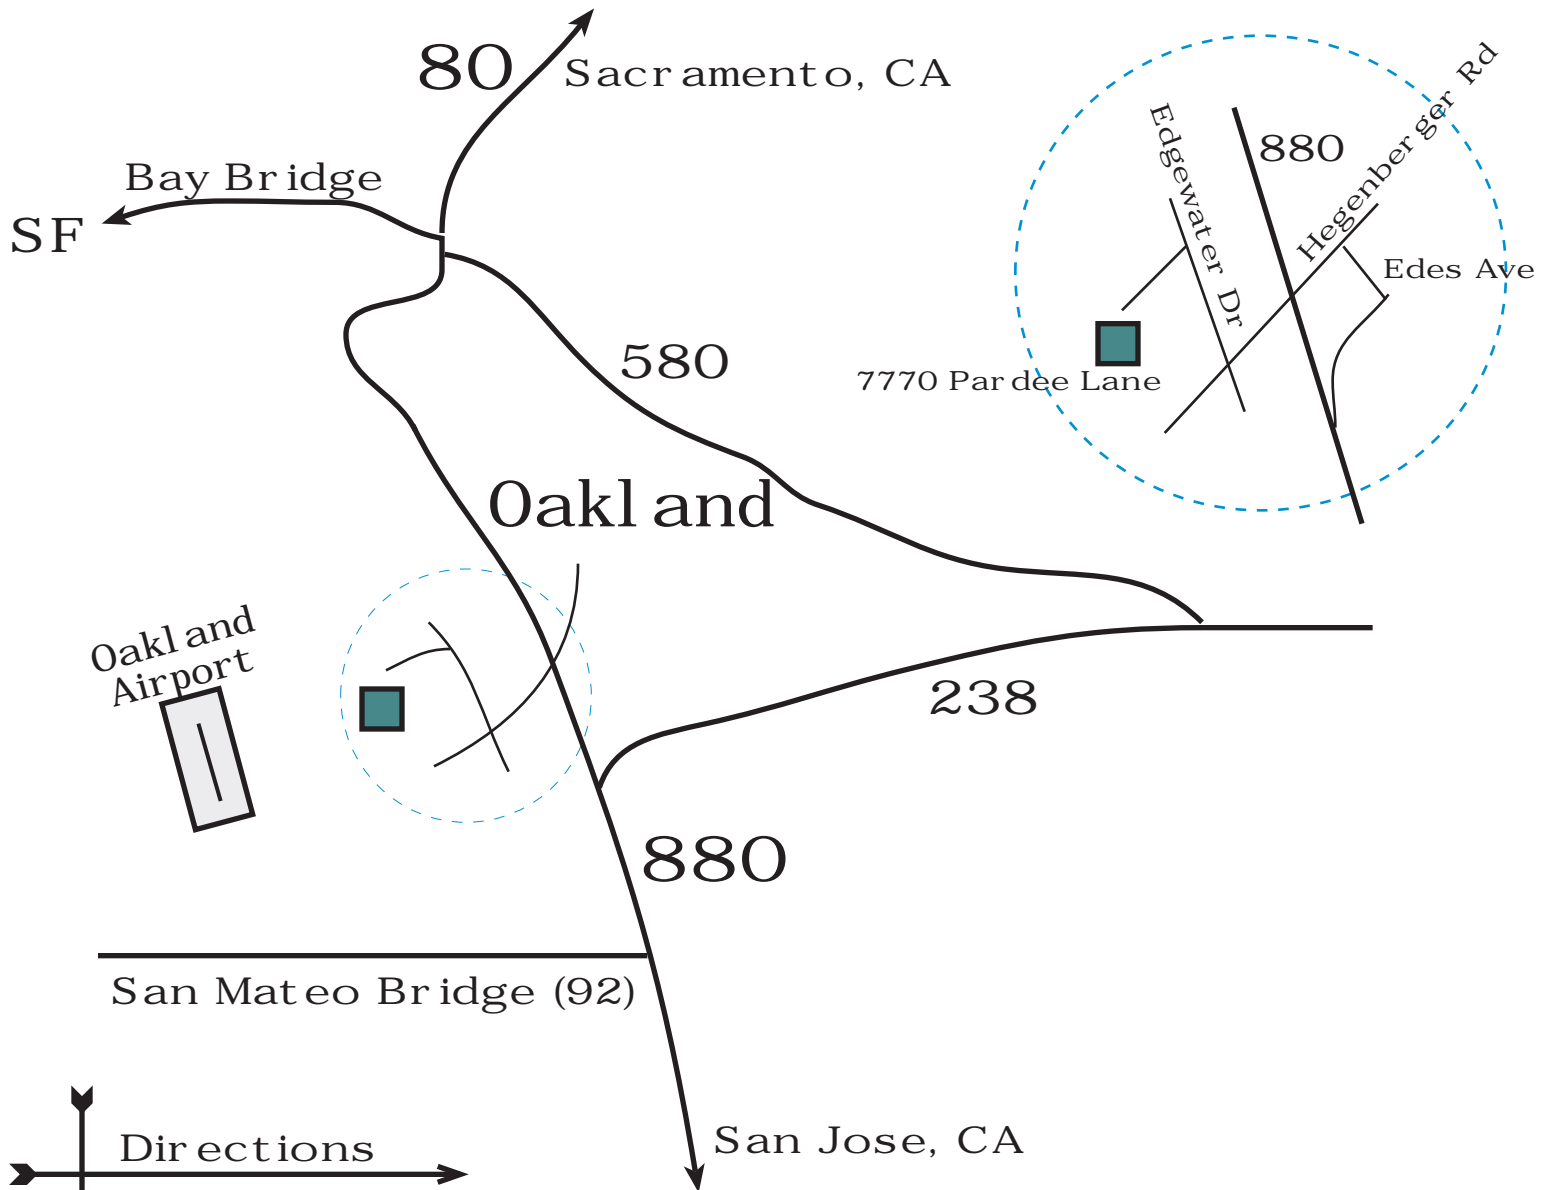 80
Sacramento, CA
Bay Bridge
SF
580
Oakland
Oakland
Airport
238
880
San Mateo Bridge (92)
San Jose, CA
Directions
Edgewater Dr
880
Hegenberger Rd
Edes Ave
7770 Pardee Lane